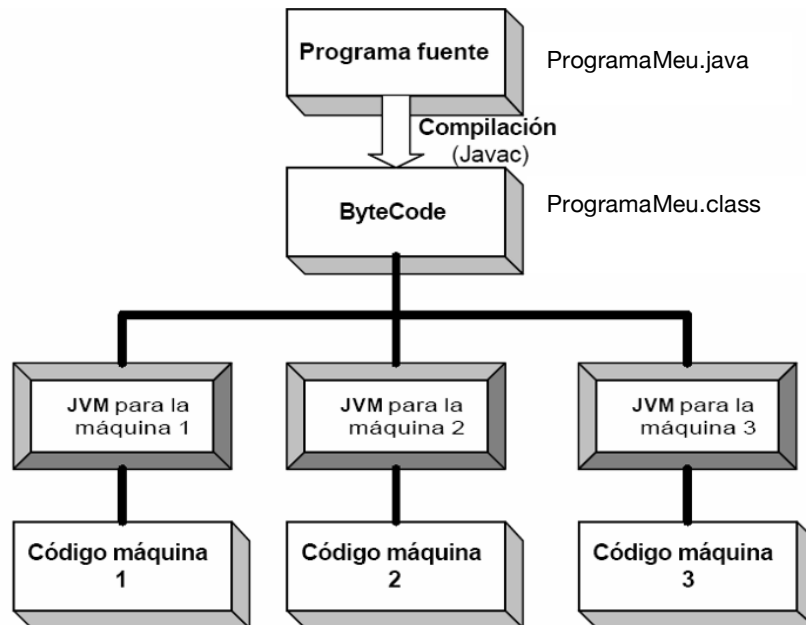 Programa fuente
ProgramaMeu.java
Compilación
(Javac)
ByteCode
ProgramaMeu.class
JVM para la
máquina 1
JVM para la
máquina 2
JVM para la
máquina 3
Código máquina
1
Código máquina
2
Código máquina
3